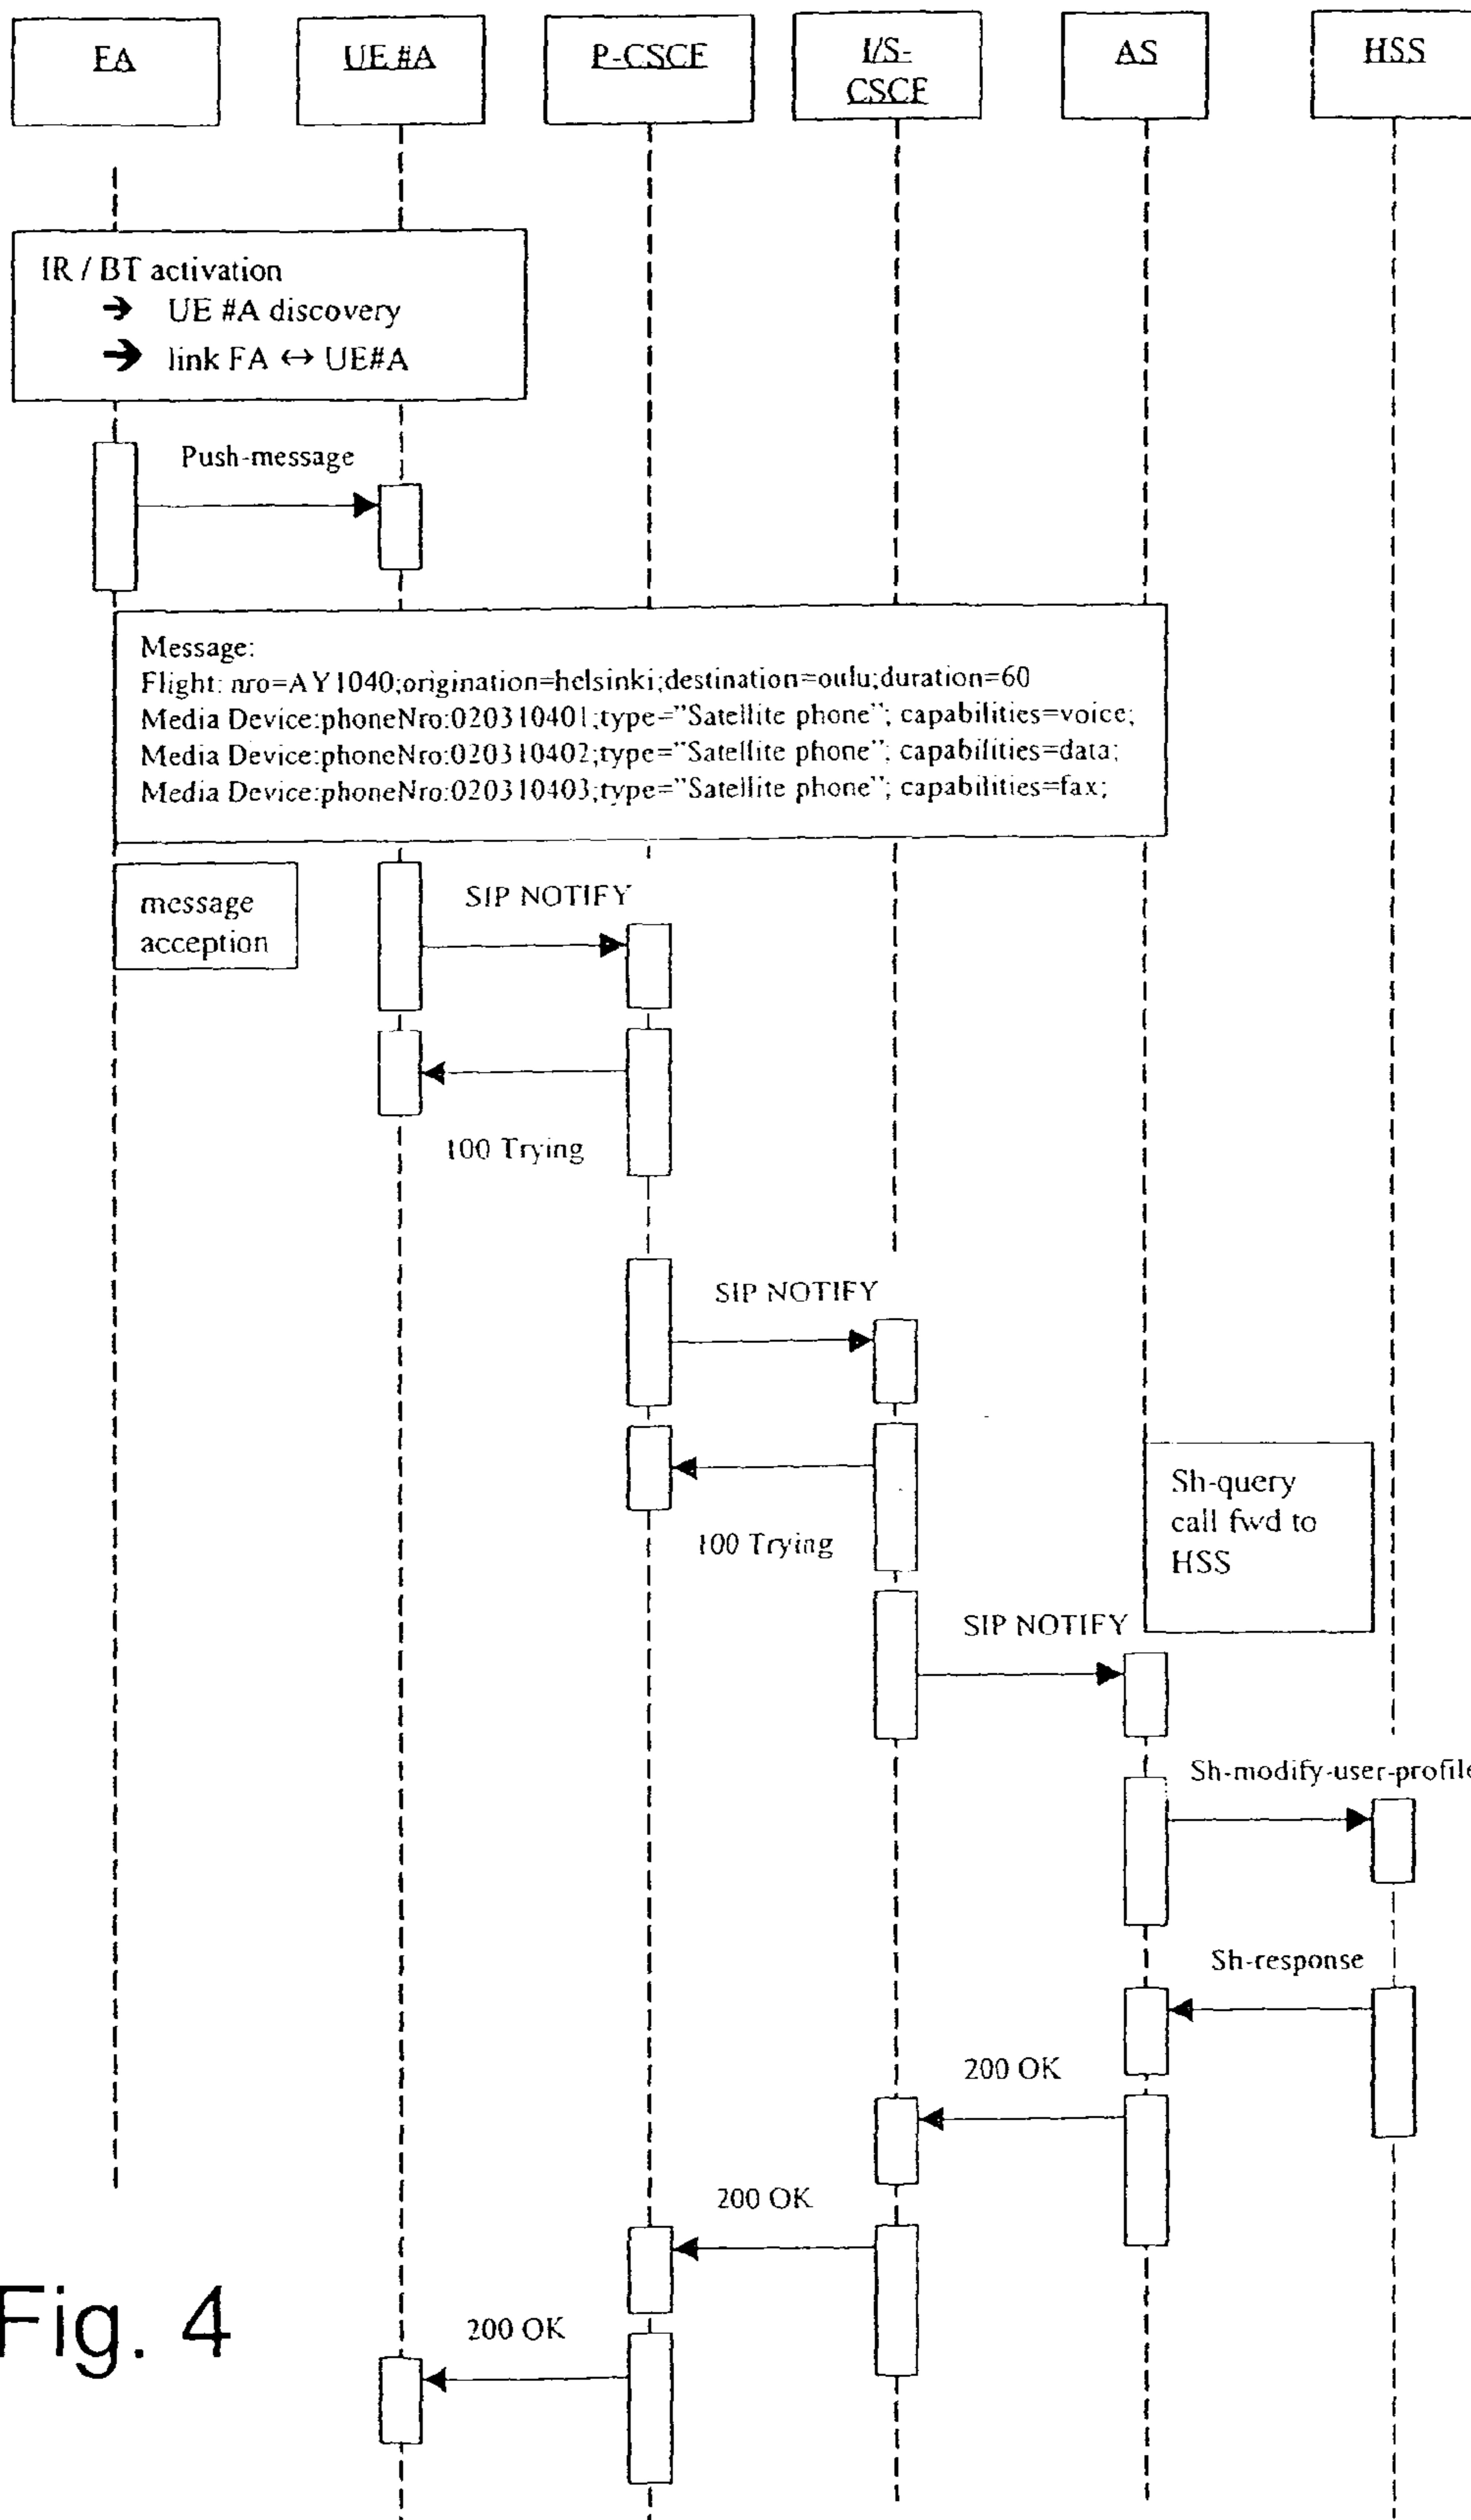 FA
UE #A
P-CSCF
I/S-
CSCF
AS
HSS
IR / BT activation
➔ UE #A discovery
➔ link FA ↔ UE#A
Push-message
Message:
Flight: nro=AY1040;origination=helsinki;destination=oulu;duration=60
Media Device:phoneNro:020310401;type="Satellite phone"; capabilities=voice;
Media Device:phoneNro:020310402;type="Satellite phone"; capabilities=data;
Media Device:phoneNro:020310403;type="Satellite phone"; capabilities=fax;
message
acception
SIP NOTIFY
100 Trying
SIP NOTIFY
100 Trying
Sh-query
call fwd to
HSS
SIP NOTIFY
Sh-modify-user-profile
Sh-response
200 OK
200 OK
200 OK
Fig. 4